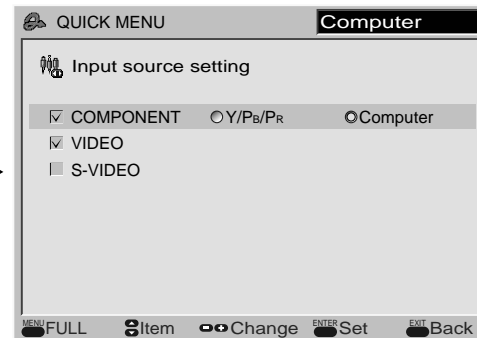 QUICK MENU Computer
Input source setting
COMPONENT Y/PB/PR Computer
VIDEO
S-VIDEO
MENU FULL Item Change ENTER Set EXIT Back